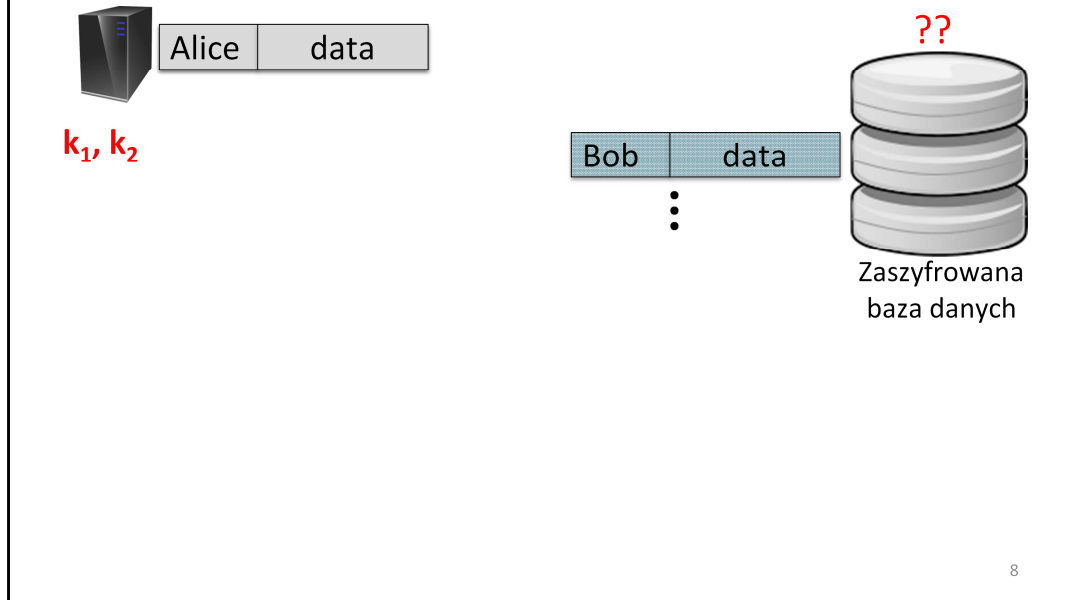 ??
Alice data
k₁, k₂
Bob data
Zaszyfrowana
baza danych
8